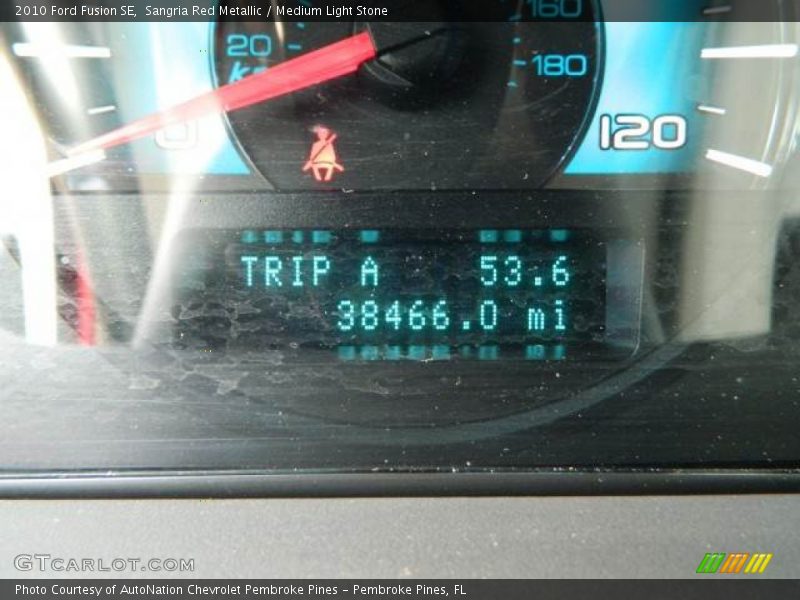 2010 Ford Fusion SE, Sangria Red Metallic / Medium Light Stone
160
20
180
0
120
TRIP A 53.6
38466.0 mi
GTCARLOT.COM
Photo Courtesy of AutoNation Chevrolet Pembroke Pines - Pembroke Pines, FL